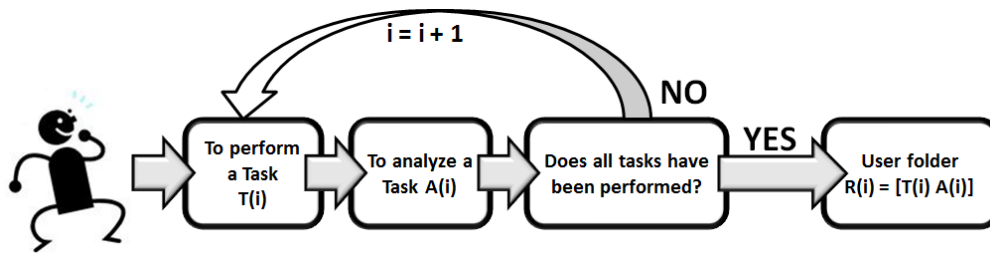 i = i + 1
NO
To perform
a Task
T(i)
To analyze a
Task A(i)
Does all tasks have
been performed?
YES
User folder
R(i) = [T(i) A(i)]